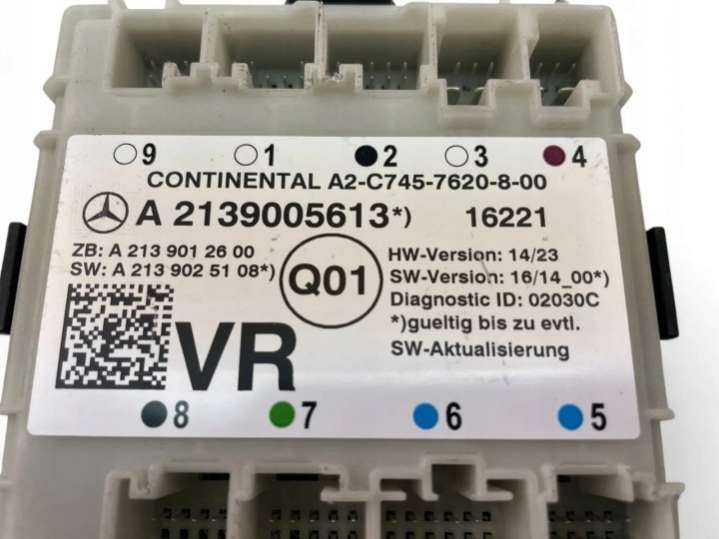 9 1 2 3 4
CONTINENTAL A2-C745-7620-8-00
A 2139005613*) 16221
ZB: A 213 901 26 00
SW: A 213 902 51 08*)
Q01
HW-Version: 14/23
SW-Version: 16/14_00*)
Diagnostic ID: 02030C
*)gueltig bis zu evtl.
SW-Aktualisierung
VR
8 7 6 5